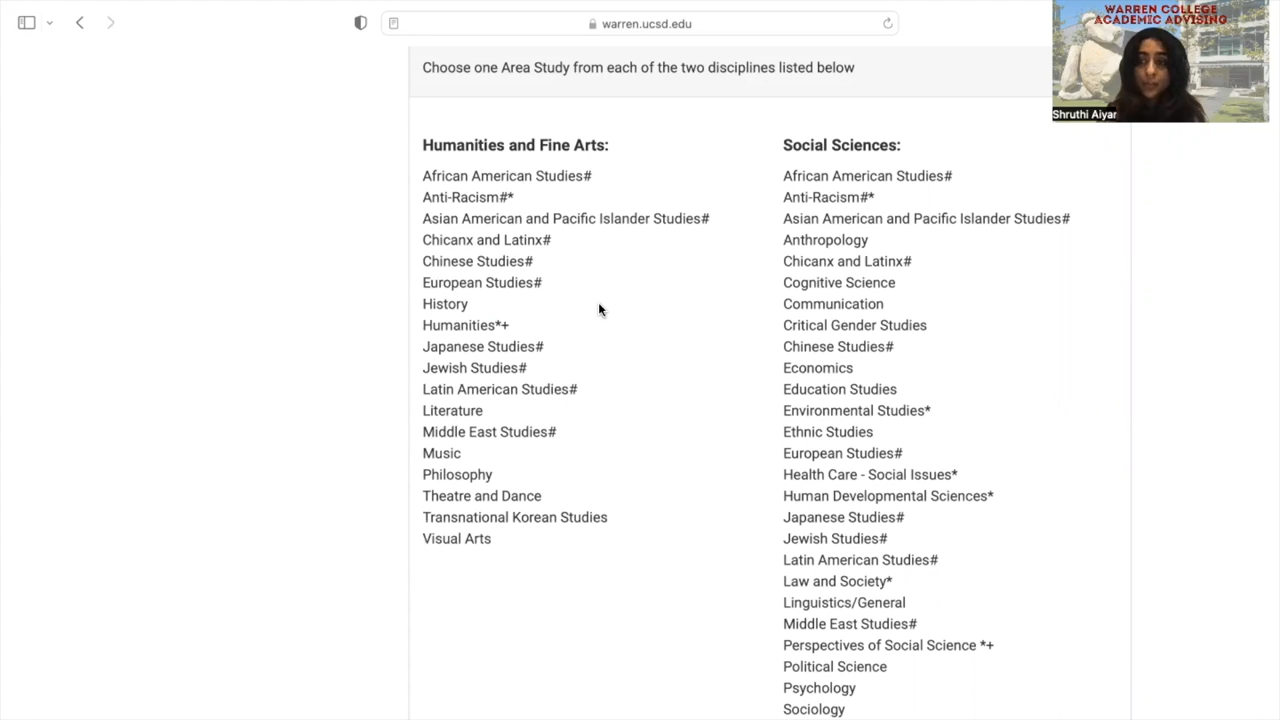 warren.ucsd.edu
WARREN COLLEGE
ACADEMIC ADVISING
Shruthi Aiyar
Choose one Area Study from each of the two disciplines listed below
Humanities and Fine Arts:
African American Studies#
Anti-Racism#*
Asian American and Pacific Islander Studies#
Chicanx and Latinx#
Chinese Studies#
European Studies#
History
Humanities*+
Japanese Studies#
Jewish Studies#
Latin American Studies#
Literature
Middle East Studies#
Music
Philosophy
Theatre and Dance
Transnational Korean Studies
Visual Arts
Social Sciences:
African American Studies#
Anti-Racism#*
Asian American and Pacific Islander Studies#
Anthropology
Chicanx and Latinx#
Cognitive Science
Communication
Critical Gender Studies
Chinese Studies#
Economics
Education Studies
Environmental Studies*
Ethnic Studies
European Studies#
Health Care - Social Issues*
Human Developmental Sciences*
Japanese Studies#
Jewish Studies#
Latin American Studies#
Law and Society*
Linguistics/General
Middle East Studies#
Perspectives of Social Science *+
Political Science
Psychology
Sociology